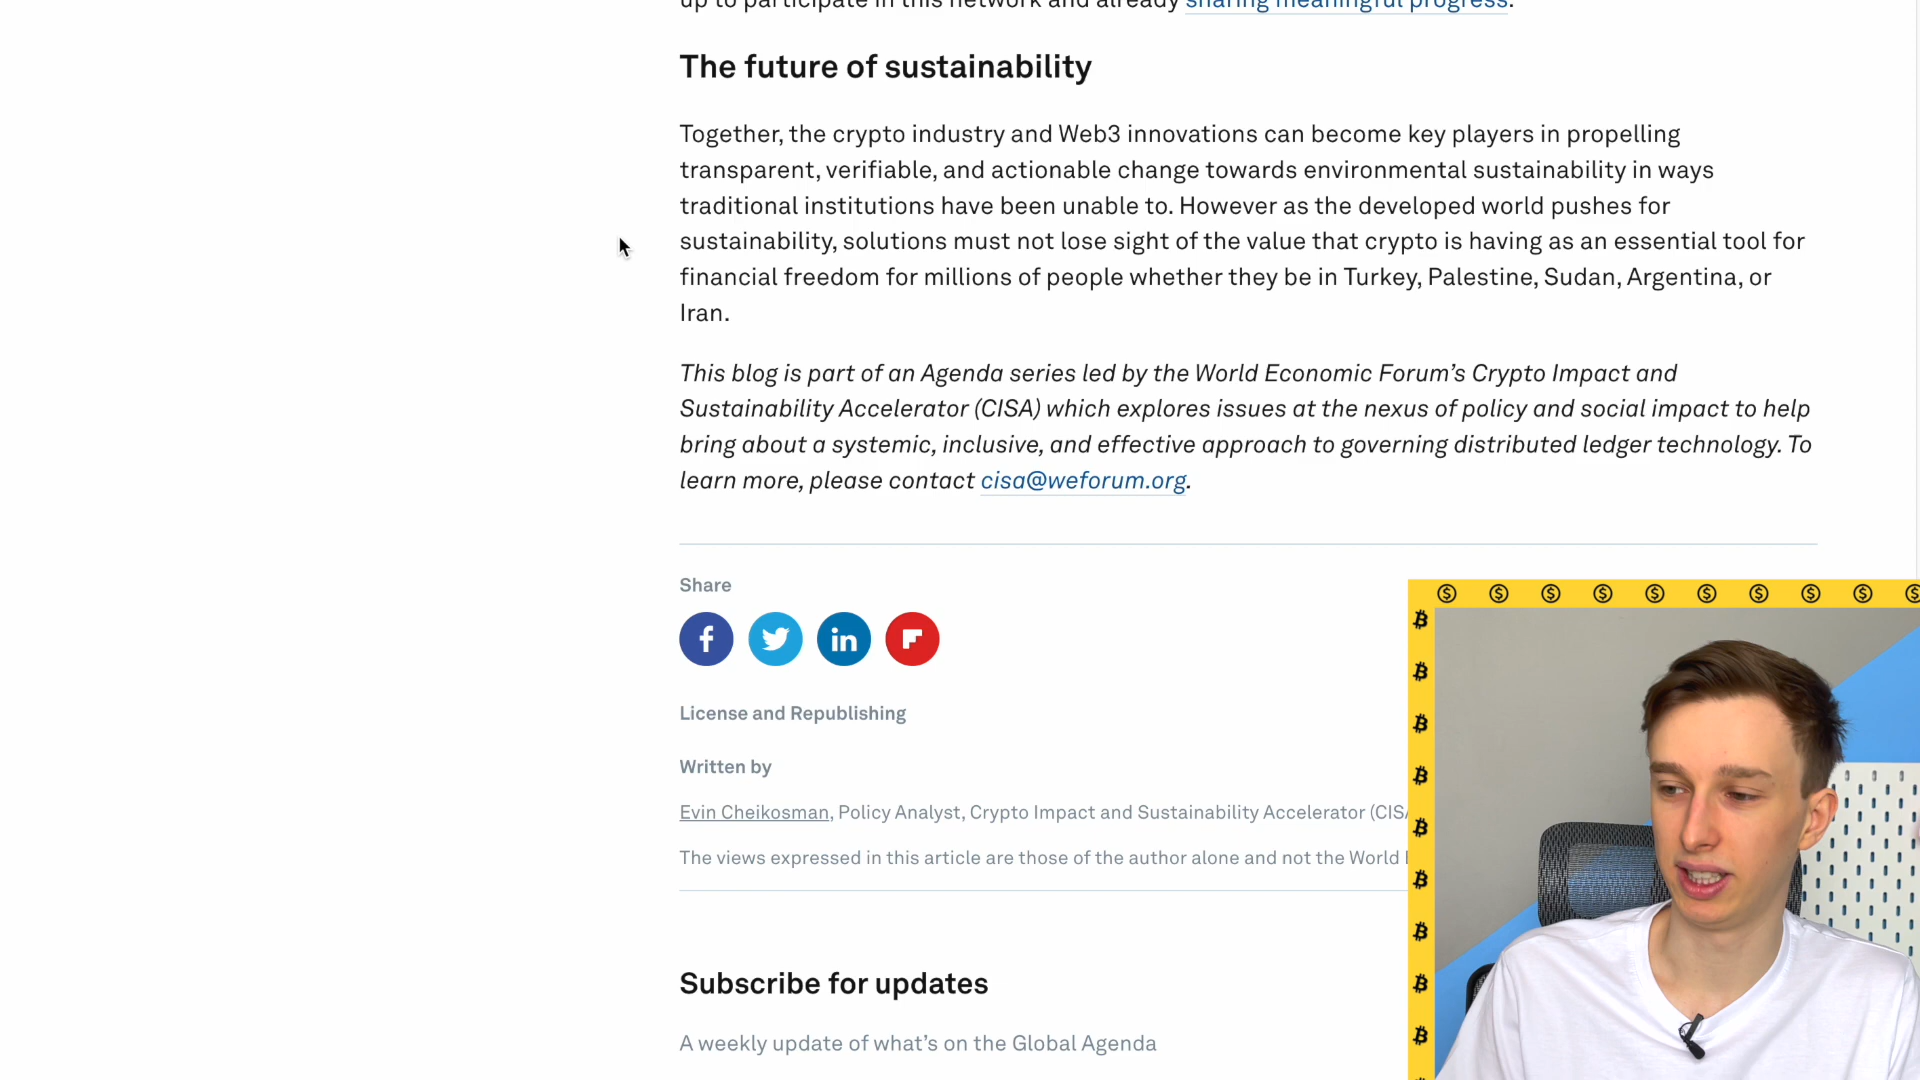 up to participate in this network and already sharing meaningful progress.
The future of sustainability
Together, the crypto industry and Web3 innovations can become key players in propelling
transparent, verifiable, and actionable change towards environmental sustainability in ways
traditional institutions have been unable to. However as the developed world pushes for
sustainability, solutions must not lose sight of the value that crypto is having as an essential tool for
financial freedom for millions of people whether they be in Turkey, Palestine, Sudan, Argentina, or
Iran.
This blog is part of an Agenda series led by the World Economic Forum’s Crypto Impact and
Sustainability Accelerator (CISA) which explores issues at the nexus of policy and social impact to help
bring about a systemic, inclusive, and effective approach to governing distributed ledger technology. To
learn more, please contact cisa@weforum.org.
Share
License and Republishing
Written by
Evin Cheikosman, Policy Analyst, Crypto Impact and Sustainability Accelerator (CISA
The views expressed in this article are those of the author alone and not the World
Subscribe for updates
A weekly update of what’s on the Global Agenda